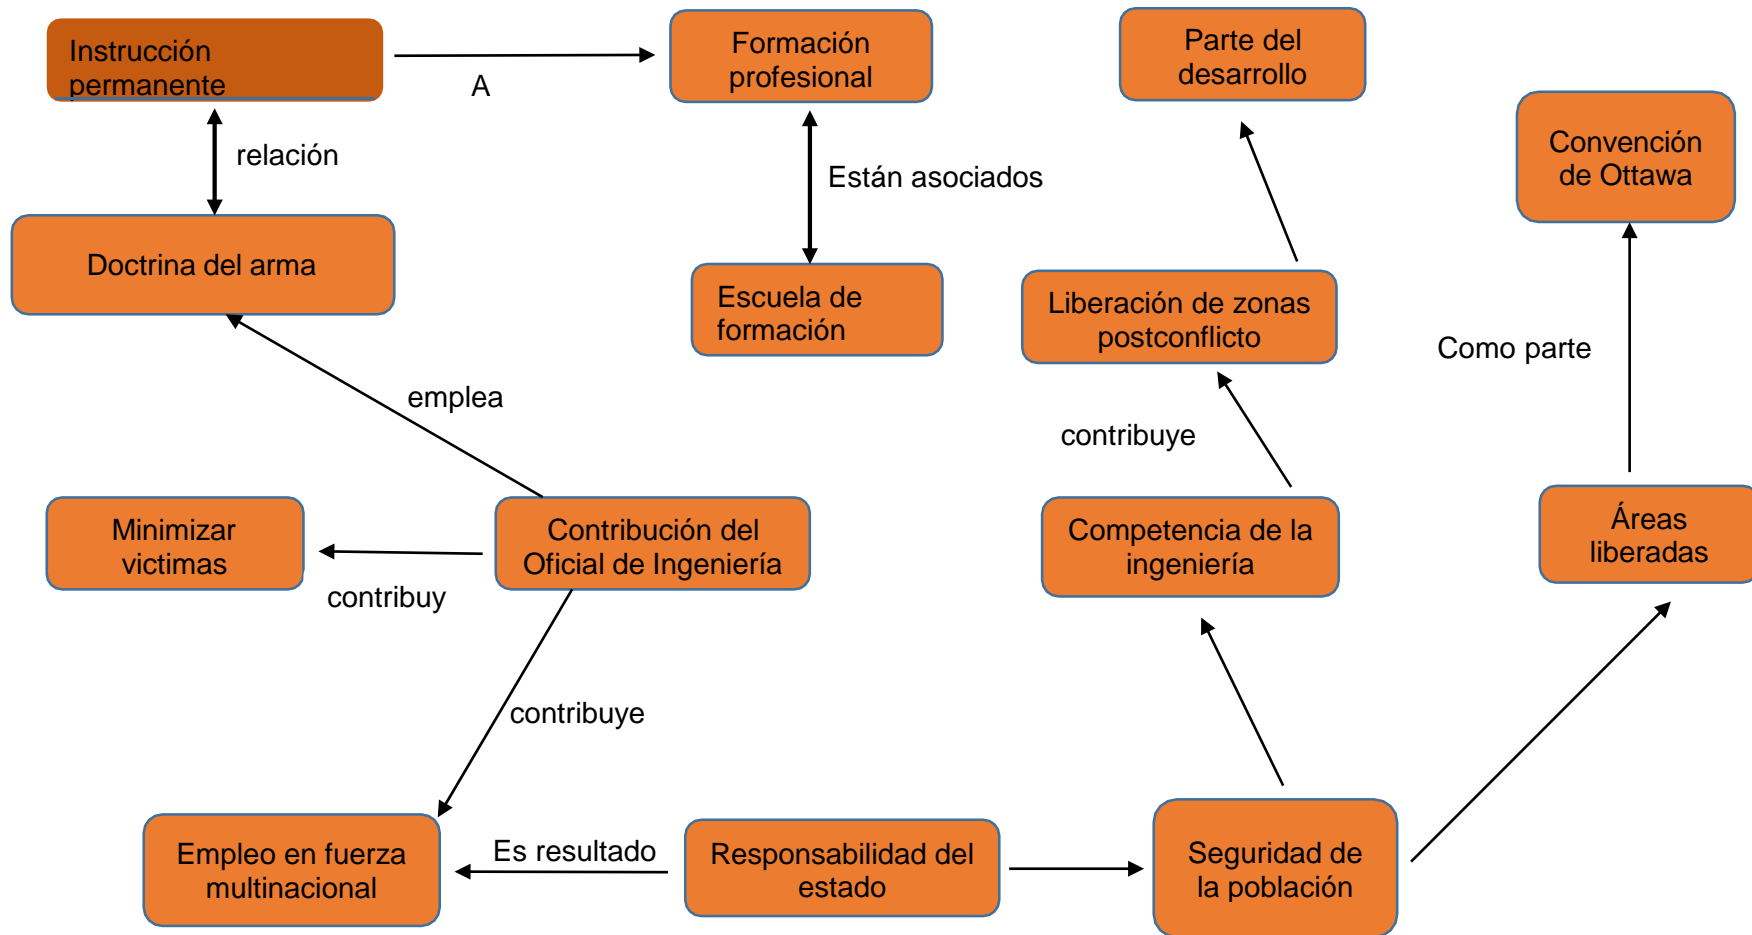 Instrucción
permanente
A
Formación
profesional
Parte del
desarrollo
Convención
de Ottawa
relación
Están asociados
Doctrina del arma
Escuela de
formación
Liberación de zonas
postconflicto
Como parte
emplea
contribuye
Minimizar
victimas
contribuy
Contribución del
Oficial de Ingeniería
Competencia de la
ingeniería
Áreas
liberadas
contribuye
Empleo en fuerza
multinacional
Es resultado
Responsabilidad del
estado
Seguridad de
la población